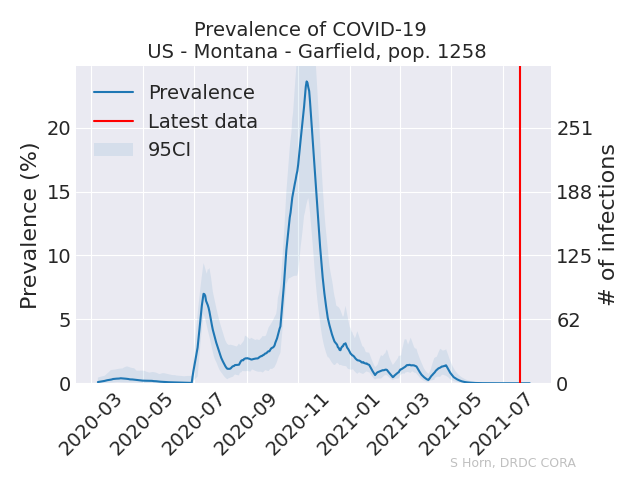 Prevalence of COVID-19
US - Montana - Garfield, pop. 1258
Prevalence
Latest data
95CI
Prevalence (%)
20
15
10
5
0
251
188
125
62
0
# of infections
2020-03
2020-05
2020-07
2020-09
2020-11
2021-01
2021-03
2021-05
2021-07
S Horn, DRDC CORA